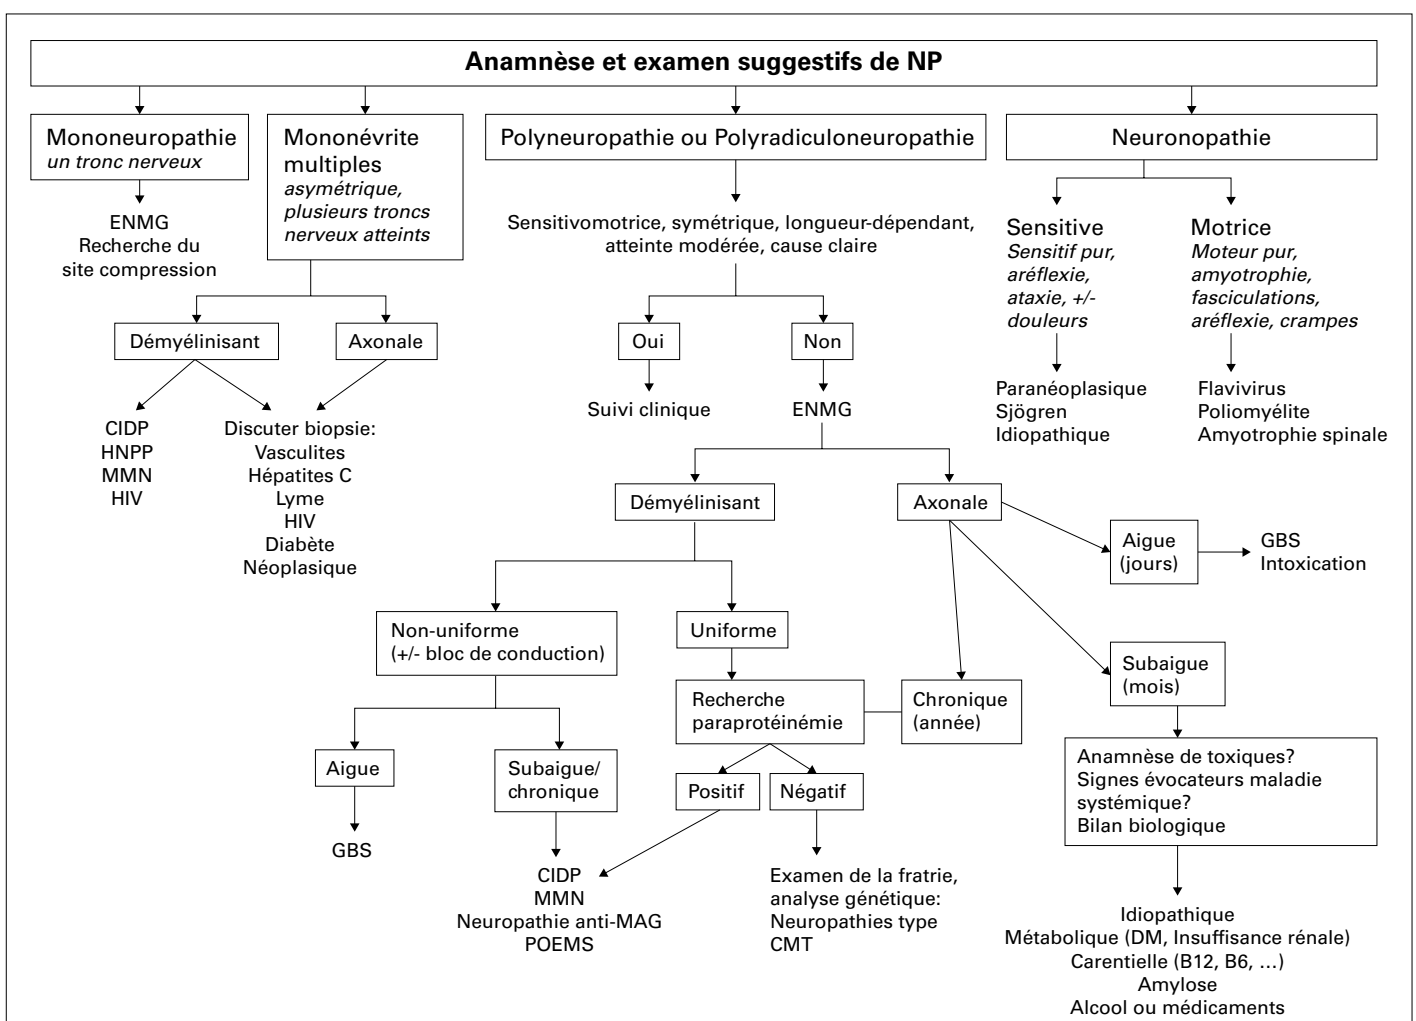 Anamnèse et examen suggestifs de NP
Mononeuropathie
un tronc nerveux
ENMG
Recherche du
site compression
Mononévrite
multiples
asymétrique,
plusieurs troncs
nerveux atteints
Démyélinisant
Axonale
CIDP
HNPP
MMN
HIV
Discuter biopsie:
Vasculites
Hépatites C
Lyme
HIV
Diabète
Néoplasique
Polyneuropathie ou Polyradiculoneuropathie
Sensitivomotrice, symétrique, longueur-dépendant,
atteinte modérée, cause claire
Oui
Non
Suivi clinique
ENMG
Démyélinisant
Axonale
Non-uniforme
(+/- bloc de conduction)
Uniforme
Aigue
Subaigue/
chronique
GBS
Recherche
paraprotéinémie
Positif
Négatif
CIDP
MMN
Neuropathie anti-MAG
POEMS
Examen de la fratrie,
analyse génétique:
Neuropathies type
CMT
Chronique
(année)
Aigue
(jours)
GBS
Intoxication
Subaigue
(mois)
Anamnèse de toxiques?
Signes évocateurs maladie
systémique?
Bilan biologique
Idiopathique
Métabolique (DM, Insuffisance rénale)
Carentielle (B12, B6, …)
Amylose
Alcool ou médicaments
Neuronopathie
Sensitive
Sensitif pur,
aréflexie,
ataxie, +/-
douleurs
Paranéoplasique
Sjögren
Idiopathique
Motrice
Moteur pur,
amyotrophie,
fasciculations,
aréflexie, crampes
Flavivirus
Poliomyélite
Amyotrophie spinale